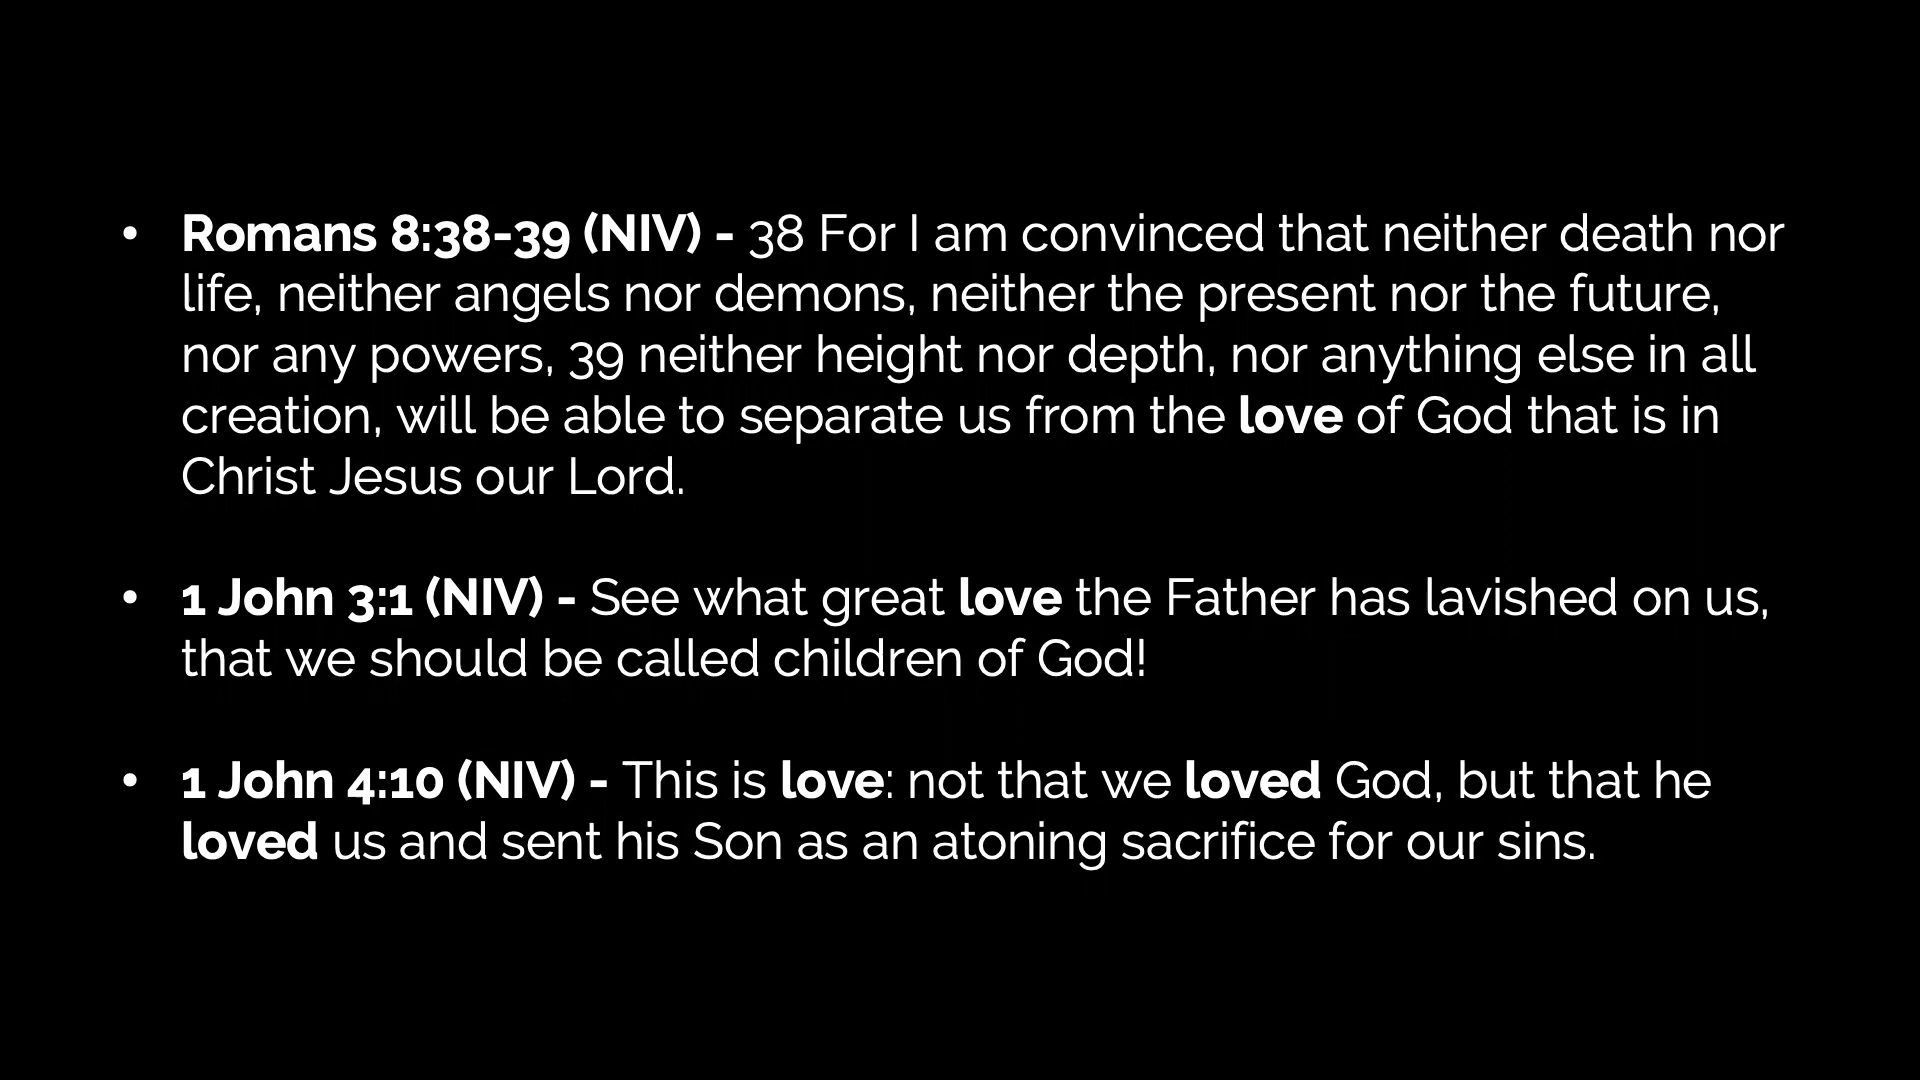 • Romans 8:38-39 (NIV) - 38 For I am convinced that neither death nor
life, neither angels nor demons, neither the present nor the future,
nor any powers, 39 neither height nor depth, nor anything else in all
creation, will be able to separate us from the love of God that is in
Christ Jesus our Lord.
• 1 John 3:1 (NIV) - See what great love the Father has lavished on us,
that we should be called children of God!
• 1 John 4:10 (NIV) - This is love: not that we loved God, but that he
loved us and sent his Son as an atoning sacrifice for our sins.